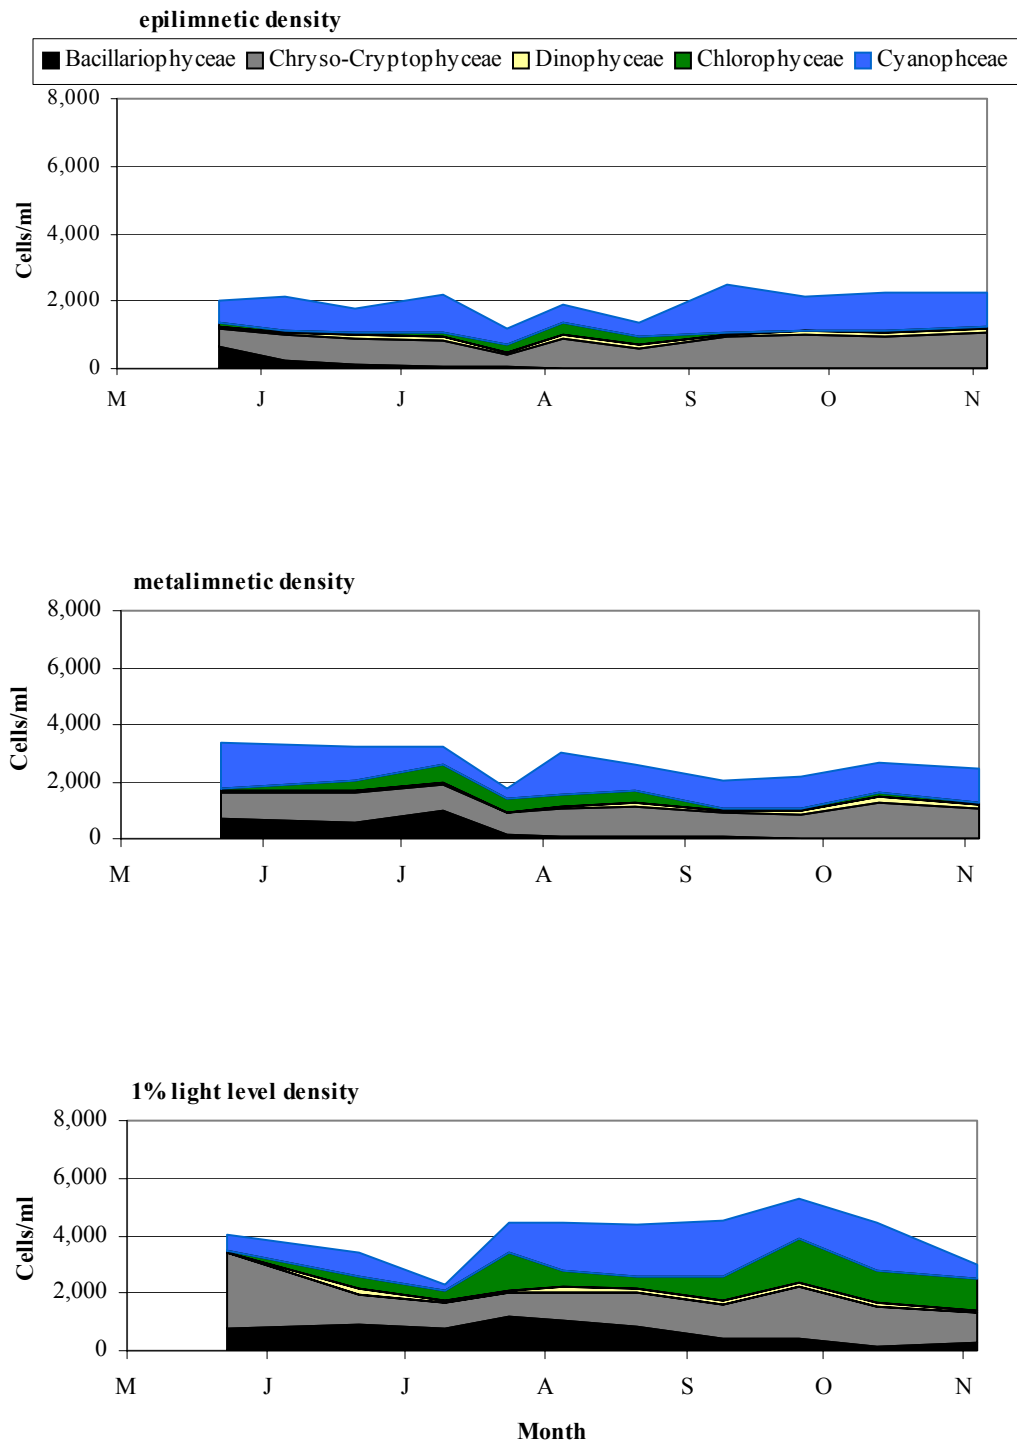 epilimnetic density
Bacillariophyceae Chryso-Cryptophyceae Dinophyceae Chlorophyceae Cyanophceae
8,000
6,000
4,000
2,000
0
Cells/ml
M J J A S O N
metalimnetic density
8,000
6,000
4,000
2,000
0
Cells/ml
M J J A S O N
1% light level density
8,000
6,000
4,000
2,000
0
Cells/ml
M J J A S O N
Month